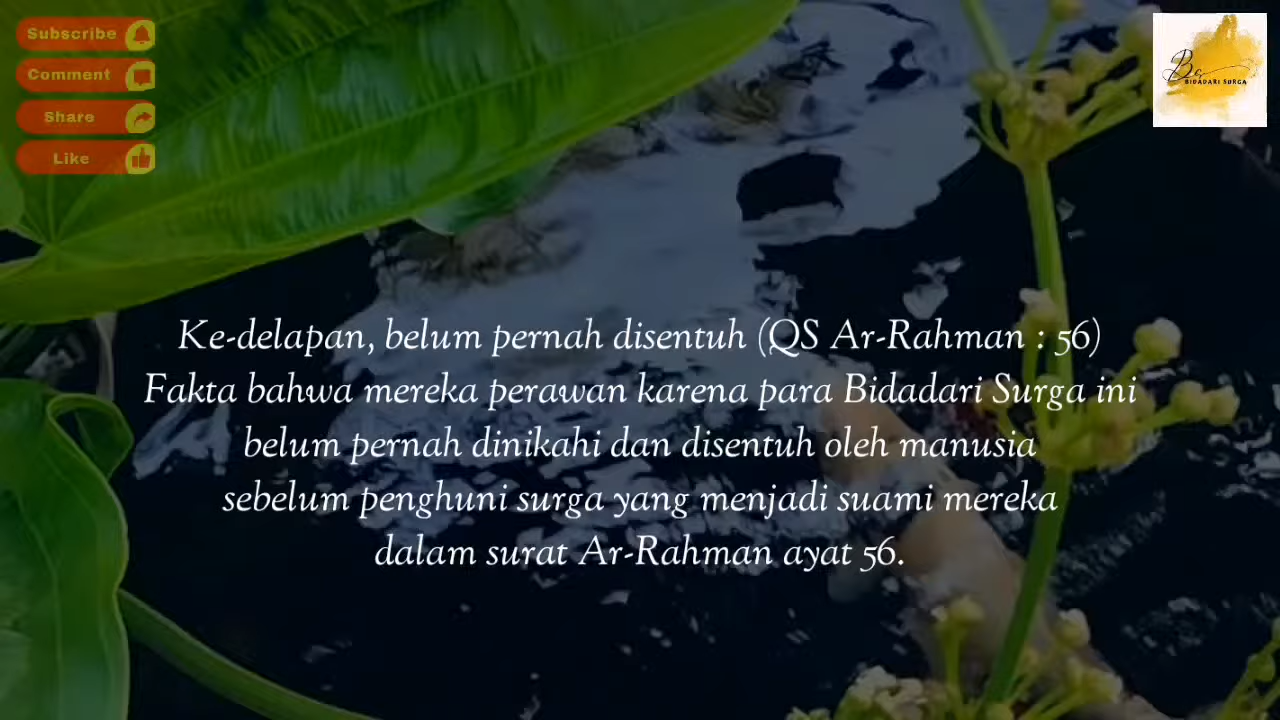 Subscribe
Comment
Share
Like
Bs
BIDADARI SURGA
Ke-delapan, belum pernah disentuh (QS Ar-Rahman : 56)
Fakta bahwa mereka perawan karena para Bidadari Surga ini
belum pernah dinikahi dan disentuh oleh manusia
sebelum penghuni surga yang menjadi suami mereka
dalam surat Ar-Rahman ayat 56.